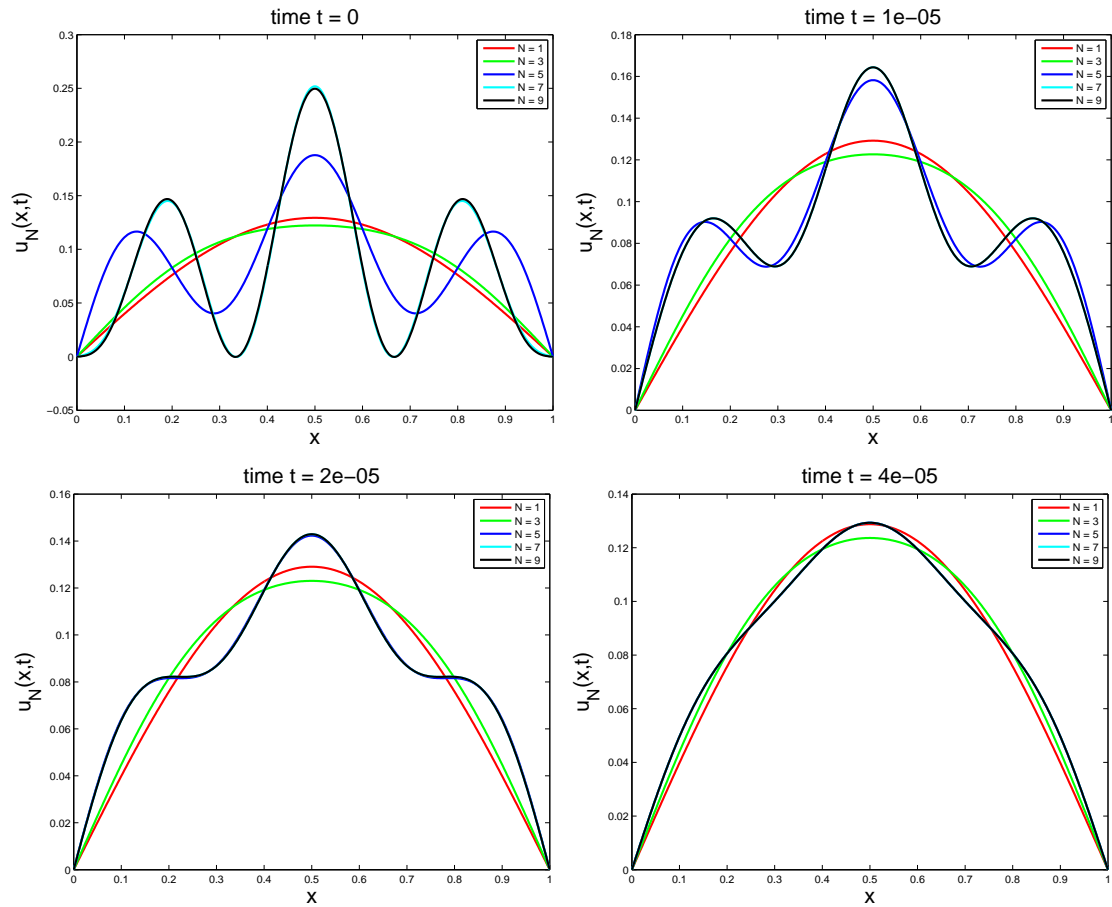 time t = 0
0.3
0.25
0.2
0.15
0.1
0.05
0
−0.05
u_N(x,t)
0 0.1 0.2 0.3 0.4 0.5 0.6 0.7 0.8 0.9 1
x
N = 1
N = 3
N = 5
N = 7
N = 9
time t = 1e−05
0.18
0.16
0.14
0.12
0.1
0.08
0.06
0.04
0.02
0
u_N(x,t)
0 0.1 0.2 0.3 0.4 0.5 0.6 0.7 0.8 0.9 1
x
N = 1
N = 3
N = 5
N = 7
N = 9
time t = 2e−05
0.16
0.14
0.12
0.1
0.08
0.06
0.04
0.02
0
u_N(x,t)
0 0.1 0.2 0.3 0.4 0.5 0.6 0.7 0.8 0.9 1
x
N = 1
N = 3
N = 5
N = 7
N = 9
time t = 4e−05
0.14
0.12
0.1
0.08
0.06
0.04
0.02
0
u_N(x,t)
0 0.1 0.2 0.3 0.4 0.5 0.6 0.7 0.8 0.9 1
x
N = 1
N = 3
N = 5
N = 7
N = 9